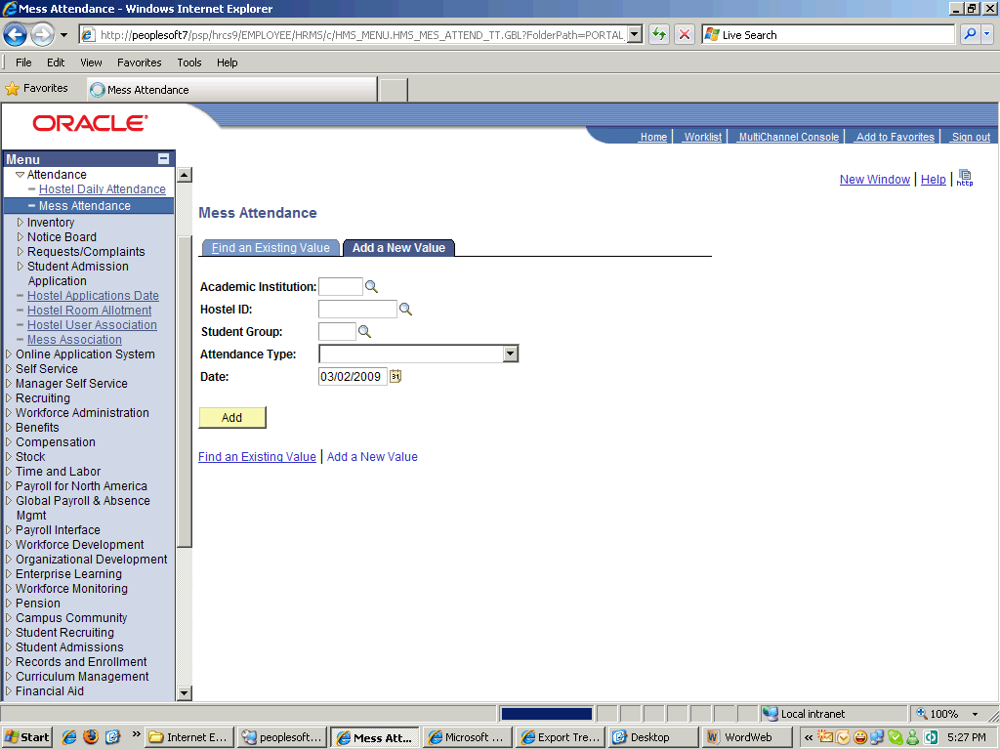 Mess Attendance - Windows Internet Explorer
http://peoplesoft7/psp/hrcs9/EMPLOYEE/HRMS/c/HMS_MENU.HMS_MES_ATTEND_TT.GBL?FolderPath=PORTAL
Live Search
File Edit View Favorites Tools Help
Favorites
Mess Attendance
ORACLE®
Home Worklist MultiChannel Console Add to Favorites Sign out
Menu
Attendance
Hostel Daily Attendance
Mess Attendance
Inventory
Notice Board
Requests/Complaints
Student Admission
Application
Hostel Applications Date
Hostel Room Allotment
Hostel User Association
Mess Association
Online Application System
Self Service
Manager Self Service
Recruiting
Workforce Administration
Benefits
Compensation
Stock
Time and Labor
Payroll for North America
Global Payroll & Absence
Mgmt
Payroll Interface
Workforce Development
Organizational Development
Enterprise Learning
Workforce Monitoring
Pension
Campus Community
Student Recruiting
Student Admissions
Records and Enrollment
Curriculum Management
Financial Aid
New Window | Help | http
Mess Attendance
Find an Existing Value Add a New Value
Academic Institution:
Hostel ID:
Student Group:
Attendance Type:
Date: 03/02/2009 31
Add
Find an Existing Value | Add a New Value
Local intranet 100%
Start » Internet E... peoplesoft... Mess Att... Microsoft ... Export Tre... Desktop WordWeb « 5:27 PM